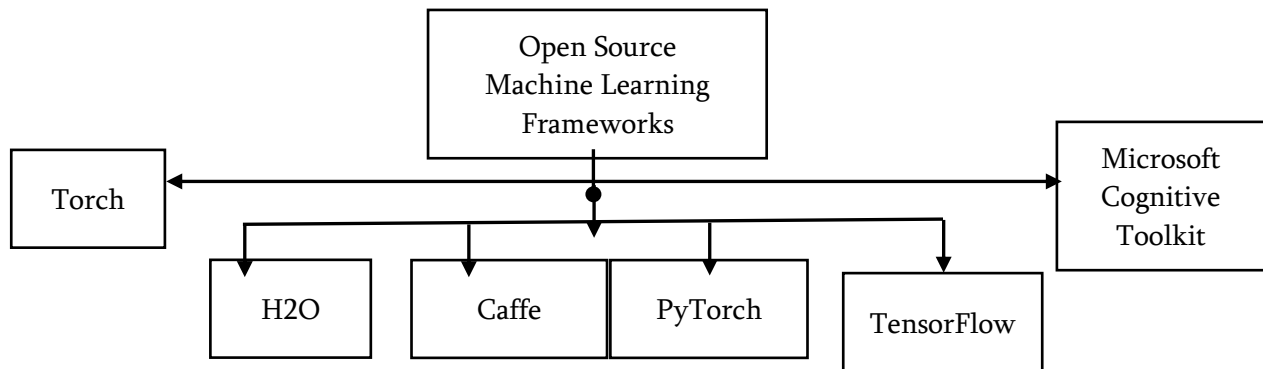 Open Source
Machine Learning
Frameworks
Torch
Microsoft
Cognitive
Toolkit
H2O
Caffe
PyTorch
TensorFlow